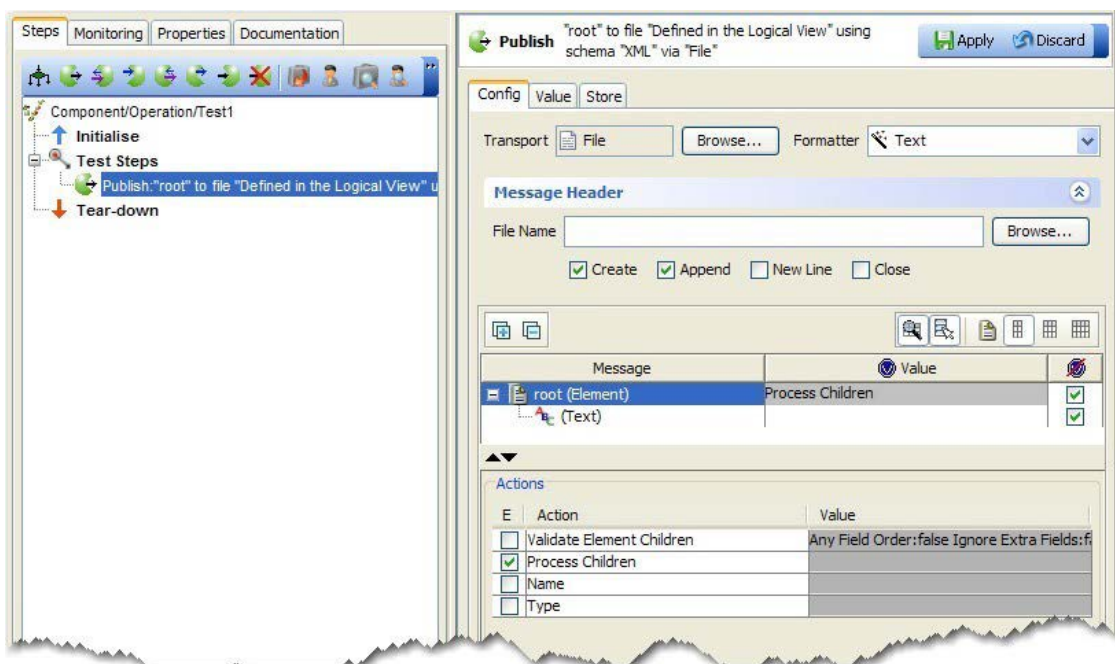 Steps Monitoring Properties Documentation
Component/Operation/Test1
Initialise
Test Steps
Publish:"root" to file "Defined in the Logical View" u
Tear-down
Publish "root" to file "Defined in the Logical View" using
schema "XML" via "File"
Apply Discard
Config Value Store
Transport File Browse... Formatter Text
Message Header
File Name Browse...
Create Append New Line Close
Message Value
root (Element) Process Children
(Text)
Actions
E Action Value
Validate Element Children Any Field Order:false Ignore Extra Fields:f
Process Children
Name
Type